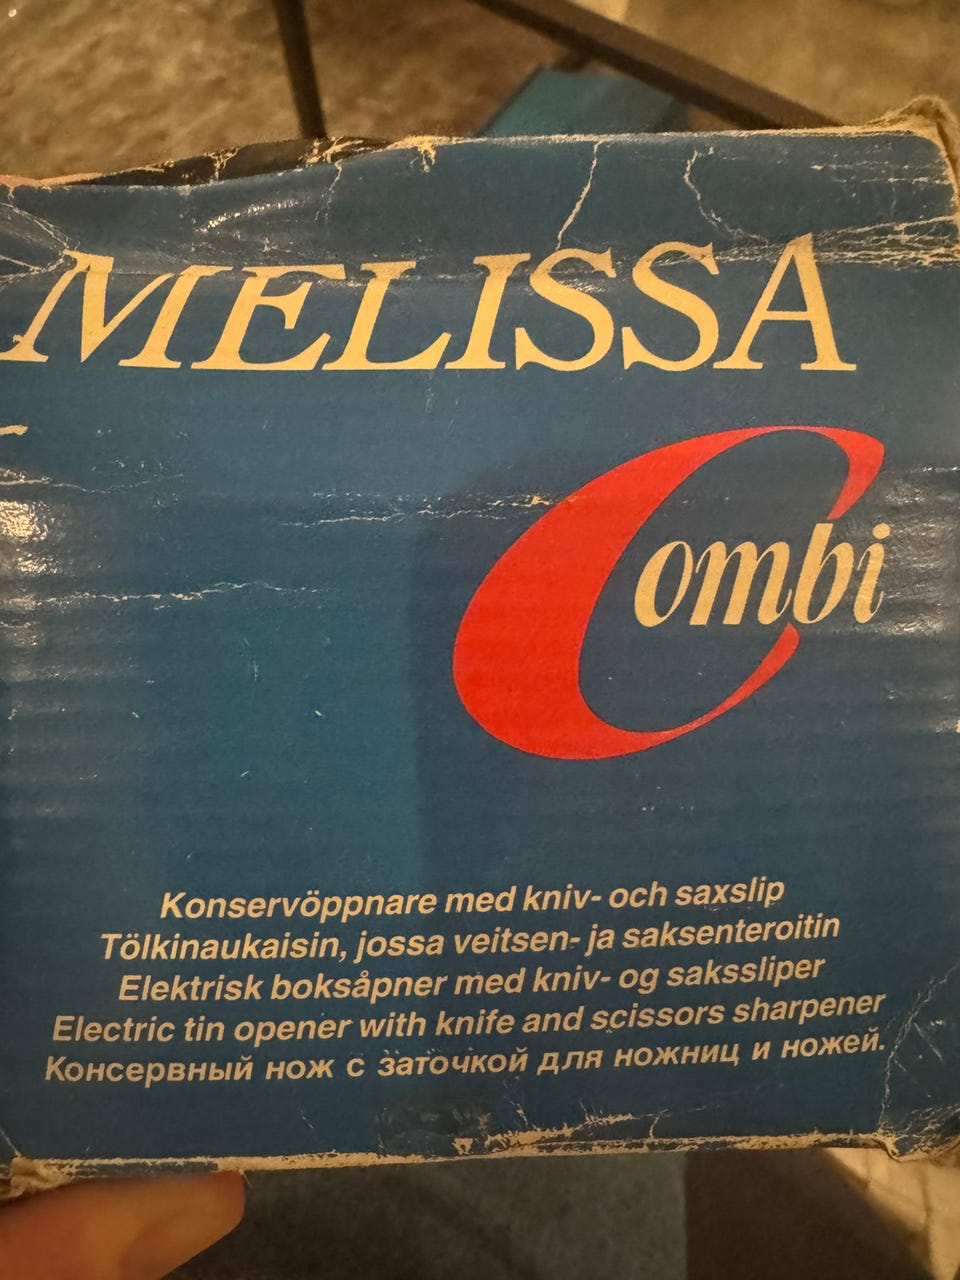 MELISSA
Combi
Konservöppnare med kniv- och saxslip
Tölkinaukaisin, jossa veitsen- ja saksenteroitin
Elektrisk boksåpner med kniv- og sakssliper
Electric tin opener with knife and scissors sharpener
Консервный нож с заточкой для ножниц и ножей.